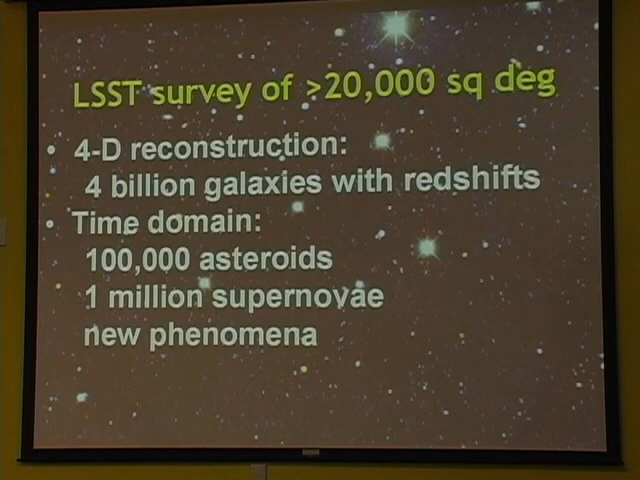 LSST survey of >20,000 sq deg
• 4-D reconstruction:
4 billion galaxies with redshifts
• Time domain:
100,000 asteroids
1 million supernovae
new phenomena